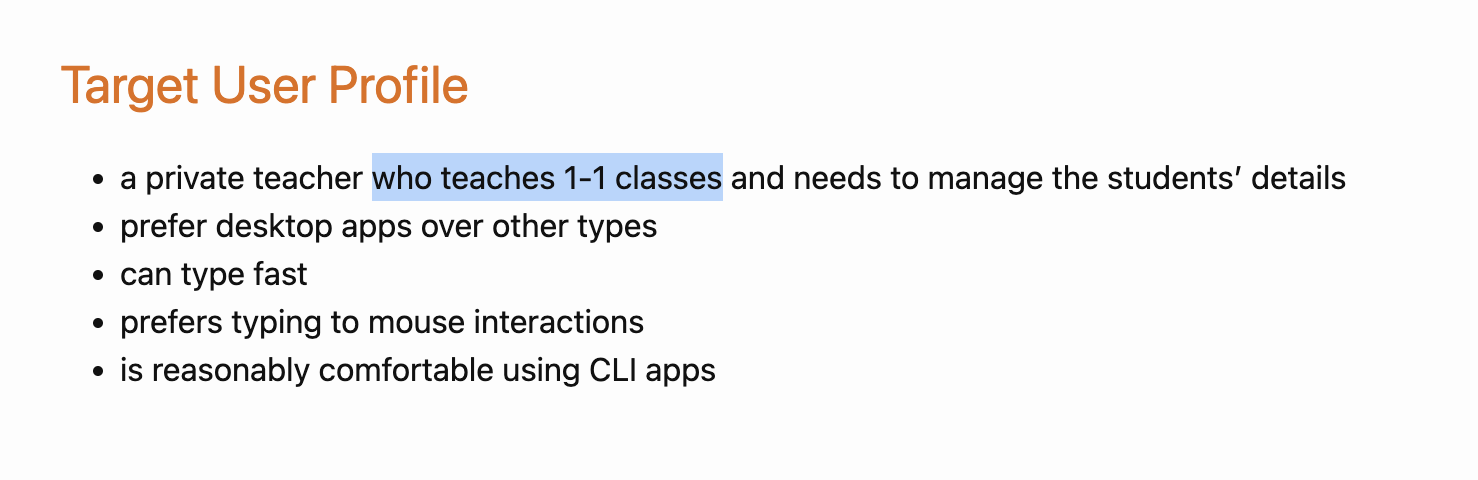 Target User Profile
• a private teacher who teaches 1-1 classes and needs to manage the students’ details
• prefer desktop apps over other types
• can type fast
• prefers typing to mouse interactions
• is reasonably comfortable using CLI apps